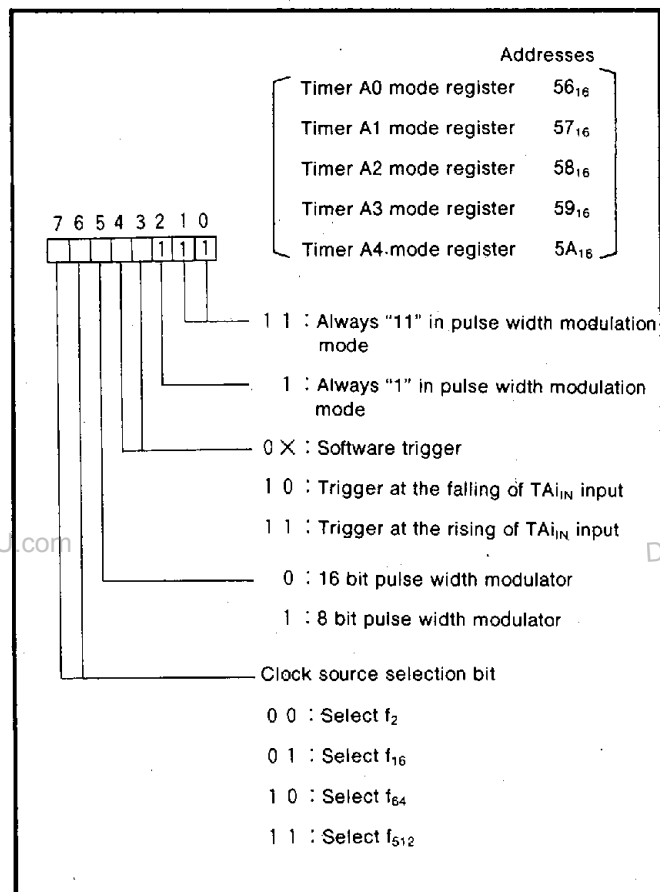 Addresses
Timer A0 mode register 56₁₆
Timer A1 mode register 57₁₆
Timer A2 mode register 58₁₆
Timer A3 mode register 59₁₆
Timer A4 mode register 5A₁₆
7 6 5 4 3 2 1 0
1 1 1
1 1 : Always "11" in pulse width modulation
mode
1 : Always "1" in pulse width modulation
mode
0 X : Software trigger
1 0 : Trigger at the falling of TAiIN input
1 1 : Trigger at the rising of TAiIN input
0 : 16 bit pulse width modulator
1 : 8 bit pulse width modulator
Clock source selection bit
0 0 : Select f₂
0 1 : Select f₁₆
1 0 : Select f₆₄
1 1 : Select f₅₁₂
U.com
D